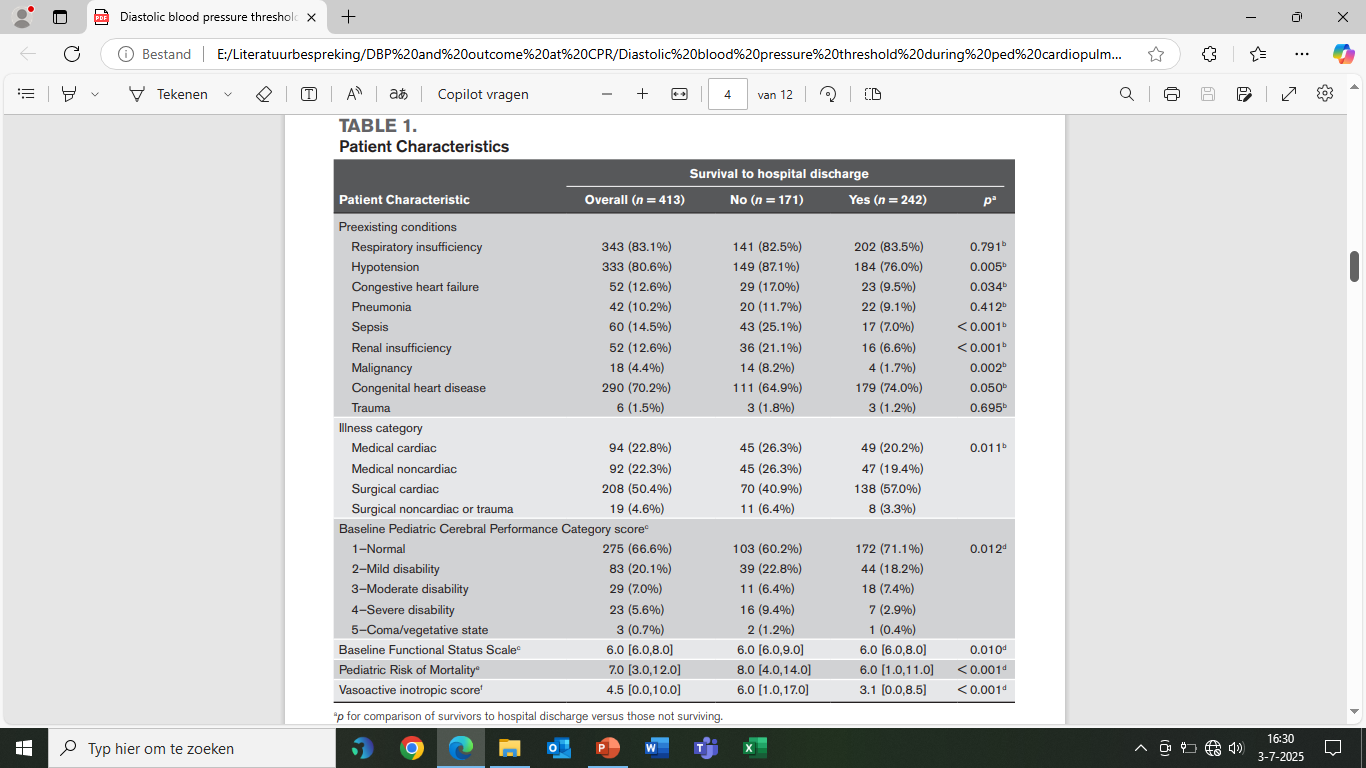 Diastolic blood pressure threshol
Bestand
E:/Literatuurbespreking/DBP%20and%20outcome%20at%20CPR/Diastolic%20blood%20pressure%20threshold%20during%20ped%20cardiopulm...
Tekenen
Copilot vragen
4 van 12
TABLE 1.
Patient Characteristics
Survival to hospital discharge
Patient Characteristic Overall (n = 413) No (n = 171) Yes (n = 242) pᵃ
Preexisting conditions
Respiratory insufficiency 343 (83.1%) 141 (82.5%) 202 (83.5%) 0.791ᵇ
Hypotension 333 (80.6%) 149 (87.1%) 184 (76.0%) 0.005ᵇ
Congestive heart failure 52 (12.6%) 29 (17.0%) 23 (9.5%) 0.034ᵇ
Pneumonia 42 (10.2%) 20 (11.7%) 22 (9.1%) 0.412ᵇ
Sepsis 60 (14.5%) 43 (25.1%) 17 (7.0%) < 0.001ᵇ
Renal insufficiency 52 (12.6%) 36 (21.1%) 16 (6.6%) < 0.001ᵇ
Malignancy 18 (4.4%) 14 (8.2%) 4 (1.7%) 0.002ᵇ
Congenital heart disease 290 (70.2%) 111 (64.9%) 179 (74.0%) 0.050ᵇ
Trauma 6 (1.5%) 3 (1.8%) 3 (1.2%) 0.695ᵇ
Illness category
Medical cardiac 94 (22.8%) 45 (26.3%) 49 (20.2%) 0.011ᵇ
Medical noncardiac 92 (22.3%) 45 (26.3%) 47 (19.4%)
Surgical cardiac 208 (50.4%) 70 (40.9%) 138 (57.0%)
Surgical noncardiac or trauma 19 (4.6%) 11 (6.4%) 8 (3.3%)
Baseline Pediatric Cerebral Performance Category scoreᶜ
1–Normal 275 (66.6%) 103 (60.2%) 172 (71.1%) 0.012ᵈ
2–Mild disability 83 (20.1%) 39 (22.8%) 44 (18.2%)
3–Moderate disability 29 (7.0%) 11 (6.4%) 18 (7.4%)
4–Severe disability 23 (5.6%) 16 (9.4%) 7 (2.9%)
5–Coma/vegetative state 3 (0.7%) 2 (1.2%) 1 (0.4%)
Baseline Functional Status Scaleᶜ 6.0 [6.0,8.0] 6.0 [6.0,9.0] 6.0 [6.0,8.0] 0.010ᵈ
Pediatric Risk of Mortalityᵉ 7.0 [3.0,12.0] 8.0 [4.0,14.0] 6.0 [1.0,11.0] < 0.001ᵈ
Vasoactive inotropic scoreᶠ 4.5 [0.0,10.0] 6.0 [1.0,17.0] 3.1 [0.0,8.5] < 0.001ᵈ
ᵃp for comparison of survivors to hospital discharge versus those not surviving.
Typ hier om te zoeken
16:30
3-7-2025